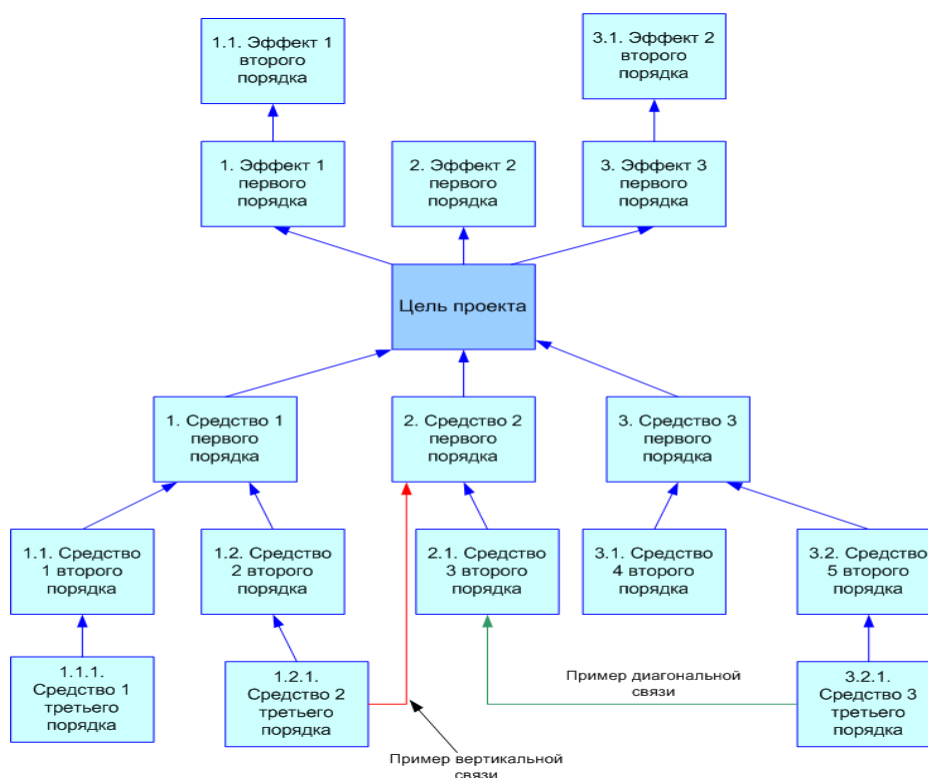 1.1. Эффект 1
второго
порядка
3.1. Эффект 2
второго
порядка
1. Эффект 1
первого
порядка
2. Эффект 2
первого
порядка
3. Эффект 3
первого
порядка
Цель проекта
1. Средство 1
первого
порядка
2. Средство 2
первого
порядка
3. Средство 3
первого
порядка
1.1. Средство
1 второго
порядка
1.2. Средство
2 второго
порядка
2.1. Средство
3 второго
порядка
3.1. Средство
4 второго
порядка
3.2. Средство
5 второго
порядка
1.1.1.
Средство 1
третьего
порядка
1.2.1.
Средство 2
третьего
порядка
Пример диагональной
связи
3.2.1.
Средство 3
третьего
порядка
Пример вертикальной
связи